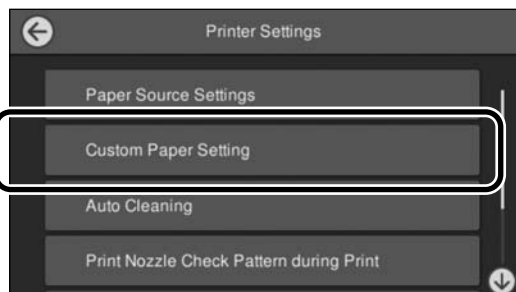 Printer Settings
Paper Source Settings
Custom Paper Setting
Auto Cleaning
Print Nozzle Check Pattern during Print